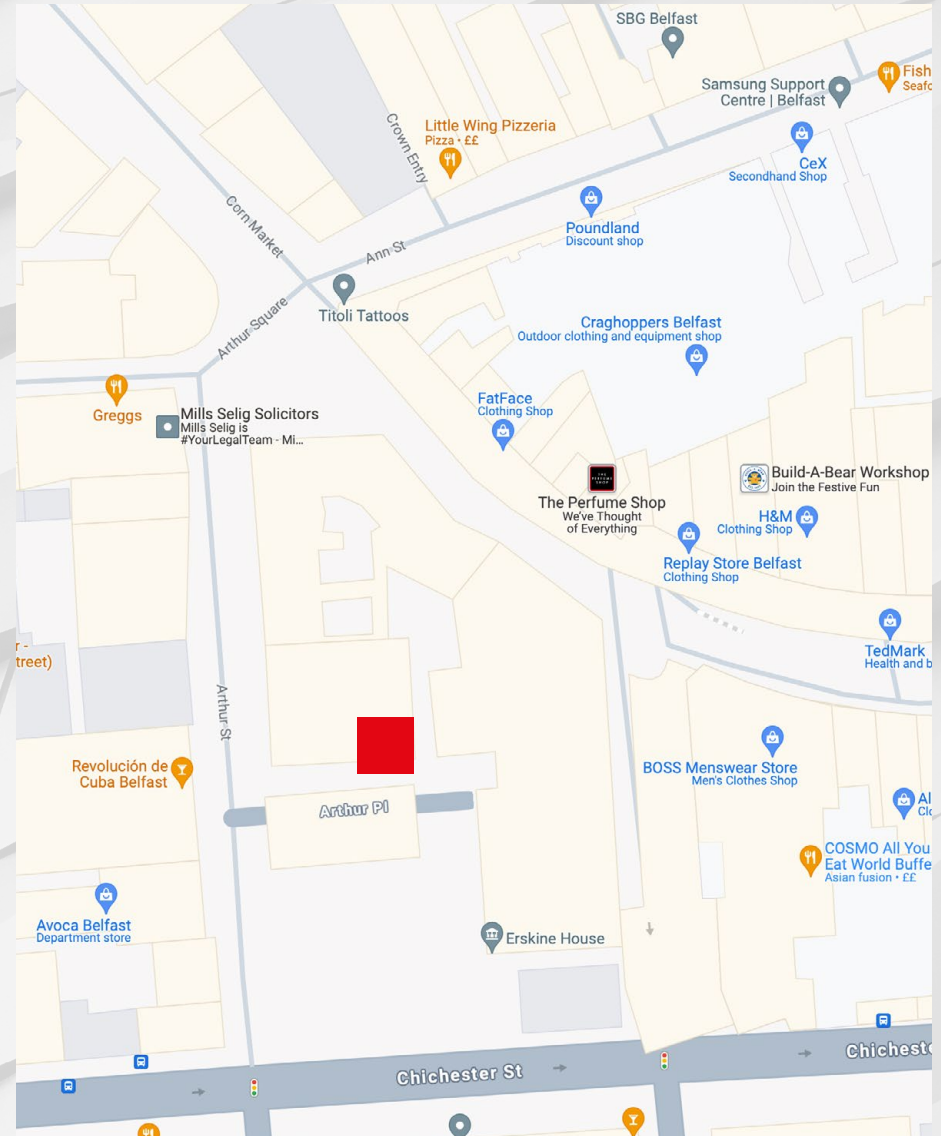 SBG Belfast
Samsung Support
Centre | Belfast
Fish
Seafo
Crown Entry
Little Wing Pizzeria
Pizza • ££
CeX
Secondhand Shop
Corn Market
Poundland
Discount shop
Ann St
Titoli Tattoos
Arthur Square
Craghoppers Belfast
Outdoor clothing and equipment shop
Greggs
Mills Selig Solicitors
Mills Selig is
#YourLegalTeam - Mi...
FatFace
Clothing Shop
THE PERFUME SHOP
The Perfume Shop
We've Thought
of Everything
Build-A-Bear Workshop
Join the Festive Fun
H&M
Clothing Shop
Replay Store Belfast
Clothing Shop
TedMark
Health and b
r -
treet)
Arthur St
Revolución de
Cuba Belfast
BOSS Menswear Store
Men's Clothes Shop
Arthur Pl
Al
Clo
COSMO All You
Eat World Buffe
Asian fusion • ££
Avoca Belfast
Department store
Erskine House
Chichester St
Chicheste